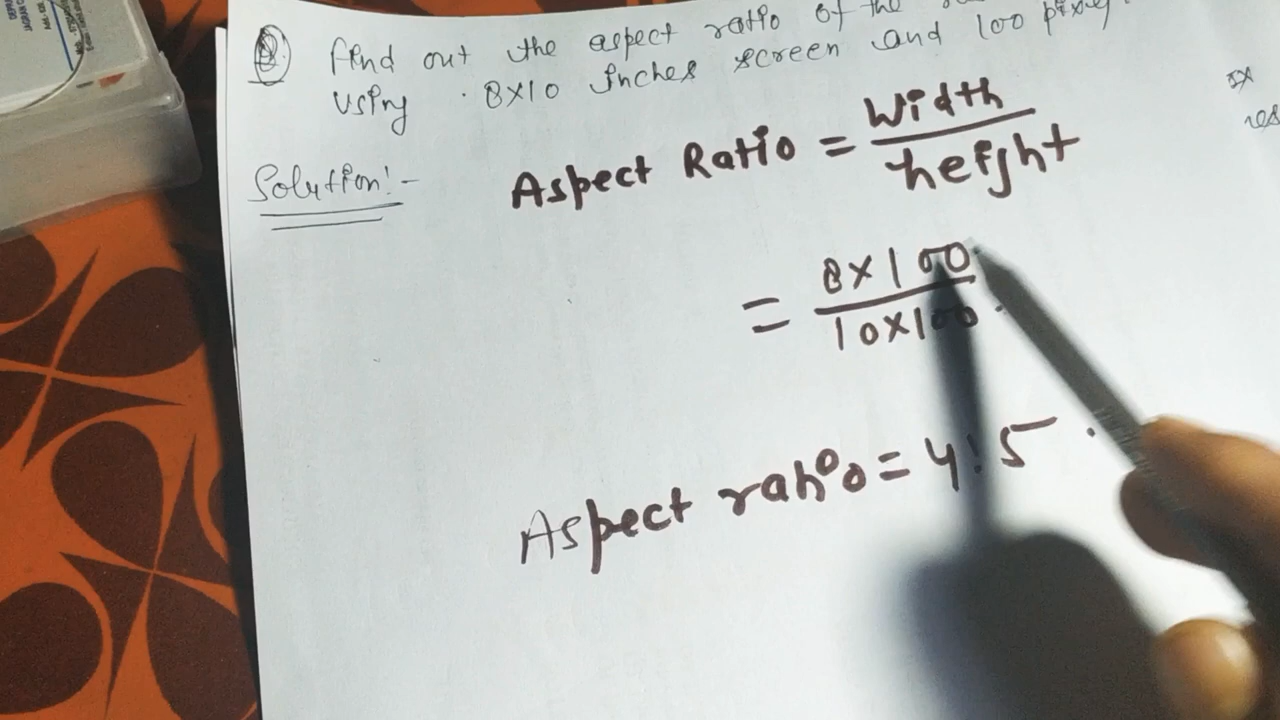 Find out the aspect ratio of the
using 8X10 inches screen and 100 pixel
Solution:-
Aspect Ratio = Width
height
= 8X100
10X100
Aspect ratio = 4:5